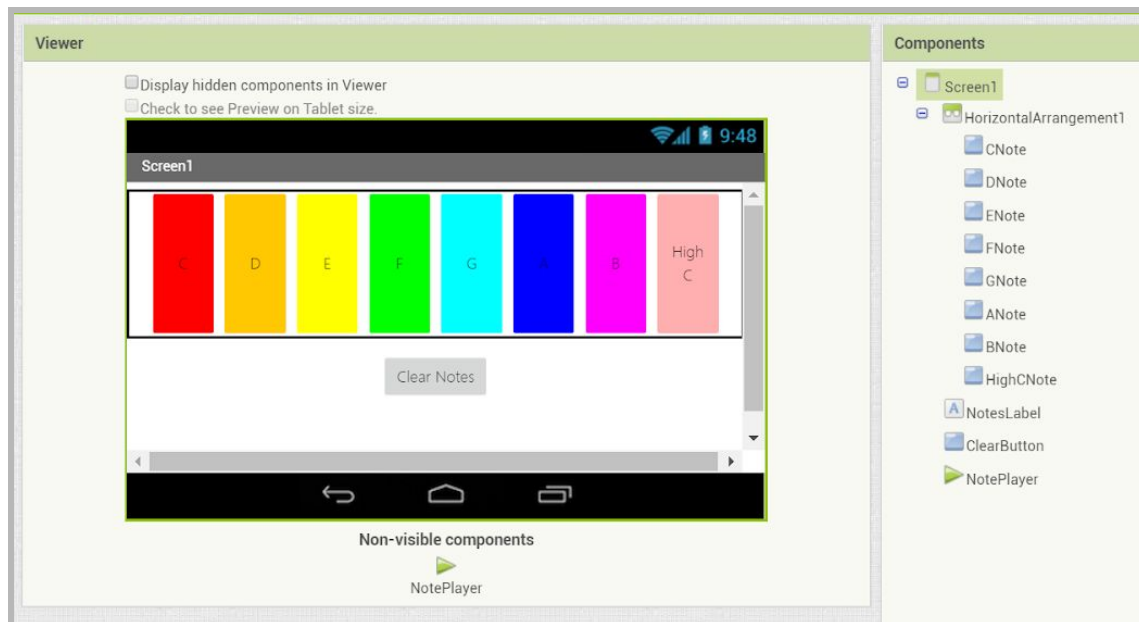 Viewer
Display hidden components in Viewer
Check to see Preview on Tablet size.
9:48
Screen1
C D E F G A B High C
Clear Notes
Non-visible components
NotePlayer
Components
Screen1
HorizontalArrangement1
CNote
DNote
ENote
FNote
GNote
ANote
BNote
HighCNote
A NotesLabel
ClearButton
NotePlayer